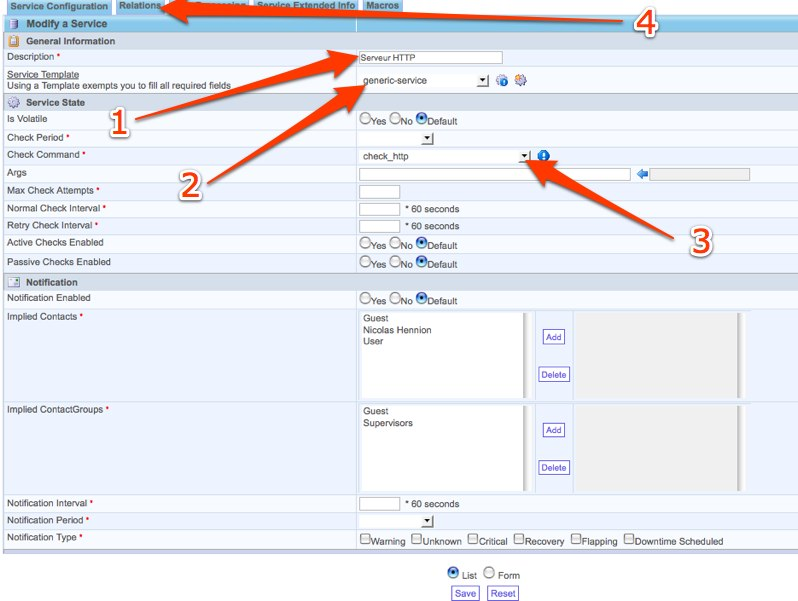 Service Configuration Relations Service Extended Info Macros
4
Modify a Service
General Information
Description * Serveur HTTP
Service Template
Using a Template exempts you to fill all required fields generic-service
Service State
1
Is Volatile Yes No Default
Check Period *
Check Command * check_http
Args
2
Max Check Attempts *
Normal Check Interval * * 60 seconds
Retry Check Interval * * 60 seconds
3
Active Checks Enabled Yes No Default
Passive Checks Enabled Yes No Default
Notification
Notification Enabled Yes No Default
Implied Contacts * Guest
Nicolas Hennion
User
Add
Delete
Implied ContactGroups * Guest
Supervisors
Add
Delete
Notification Interval * * 60 seconds
Notification Period *
Notification Type * Warning Unknown Critical Recovery Flapping Downtime Scheduled
List Form
Save Reset